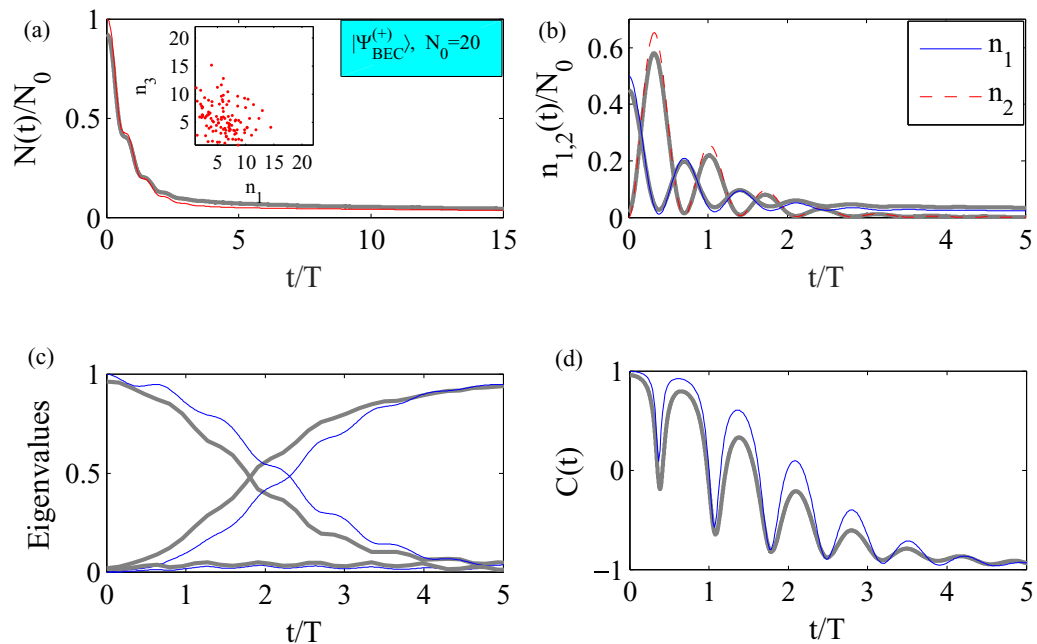 (a)
N(t)/N₀
1
0.5
0
0
5
10
15
t/T
n₃
20
15
10
5
5
10
15
20
n₁
|Ψ_BEC^(+)⟩, N₀=20
(b)
n₁,₂(t)/N₀
0.6
0.4
0.2
0
0
1
2
3
4
5
t/T
n₁
n₂
(c)
Eigenvalues
1
0.5
0
0
1
2
3
4
5
t/T
(d)
C(t)
1
0
−1
0
1
2
3
4
5
t/T